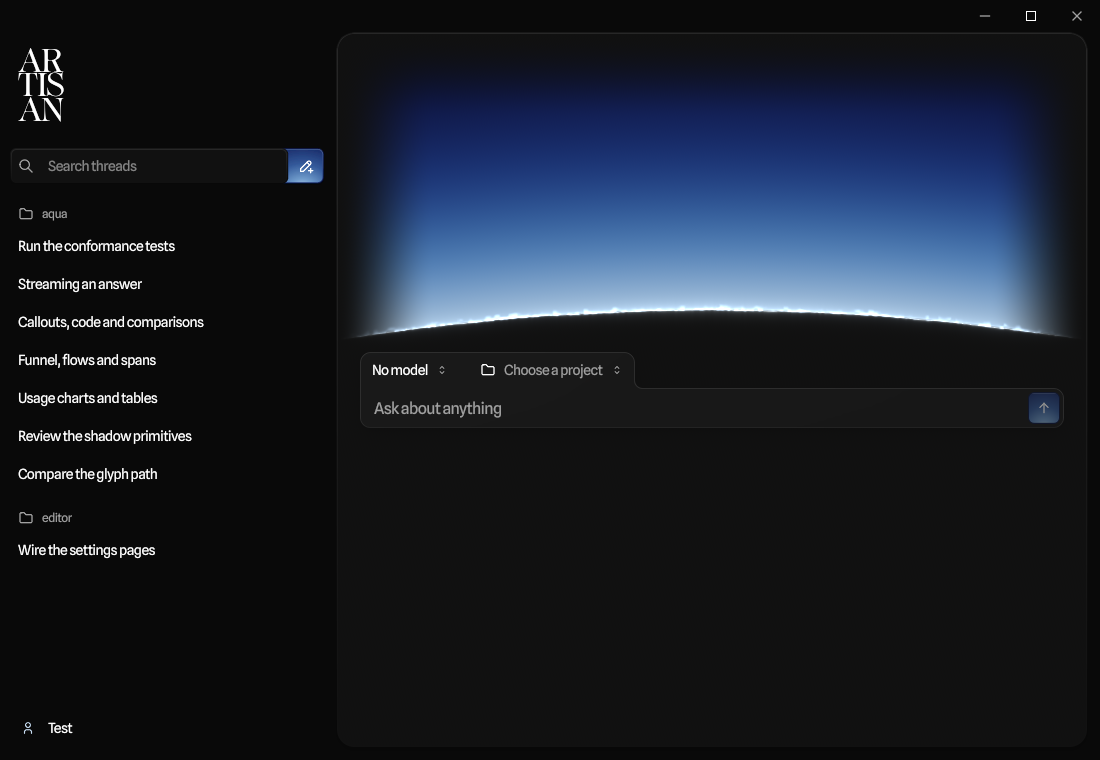 AR
TIS
AN
Search threads
aqua
Run the conformance tests
Streaming an answer
Callouts, code and comparisons
Funnel, flows and spans
Usage charts and tables
Review the shadow primitives
Compare the glyph path
editor
Wire the settings pages
Test
No model
Choose a project
Ask about anything